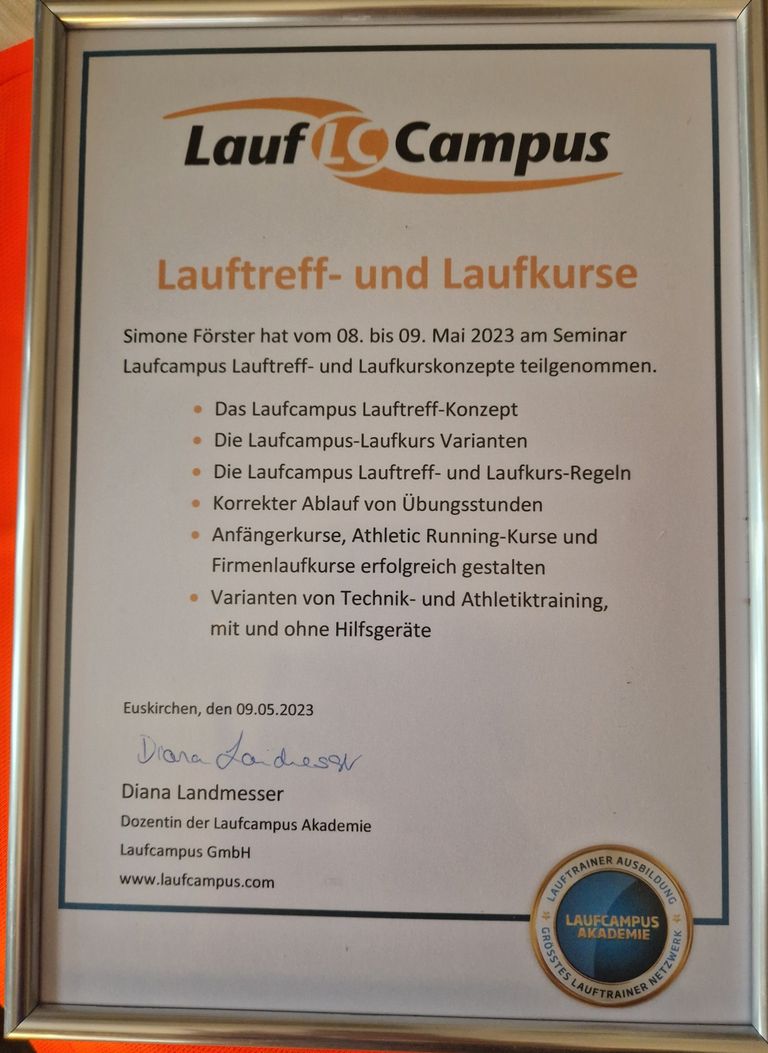 Lauf LC Campus
Lauftreff- und Laufkurse
Simone Förster hat vom 08. bis 09. Mai 2023 am Seminar
Laufcampus Lauftreff- und Laufkurskonzepte teilgenommen.
• Das Laufcampus Lauftreff-Konzept
• Die Laufcampus-Laufkurs Varianten
• Die Laufcampus Lauftreff- und Laufkurs-Regeln
• Korrekter Ablauf von Übungsstunden
• Anfängerkurse, Athletic Running-Kurse und
Firmenlaufkurse erfolgreich gestalten
• Varianten von Technik- und Athletiktraining,
mit und ohne Hilfsgeräte
Euskirchen, den 09.05.2023
Diana Landmesser
Diana Landmesser
Dozentin der Laufcampus Akademie
Laufcampus GmbH
www.laufcampus.com
LAUFTRAINER AUSBILDUNG
LAUFCAMPUS
AKADEMIE
GRÖSSTES LAUFTRAINER NETZWERK